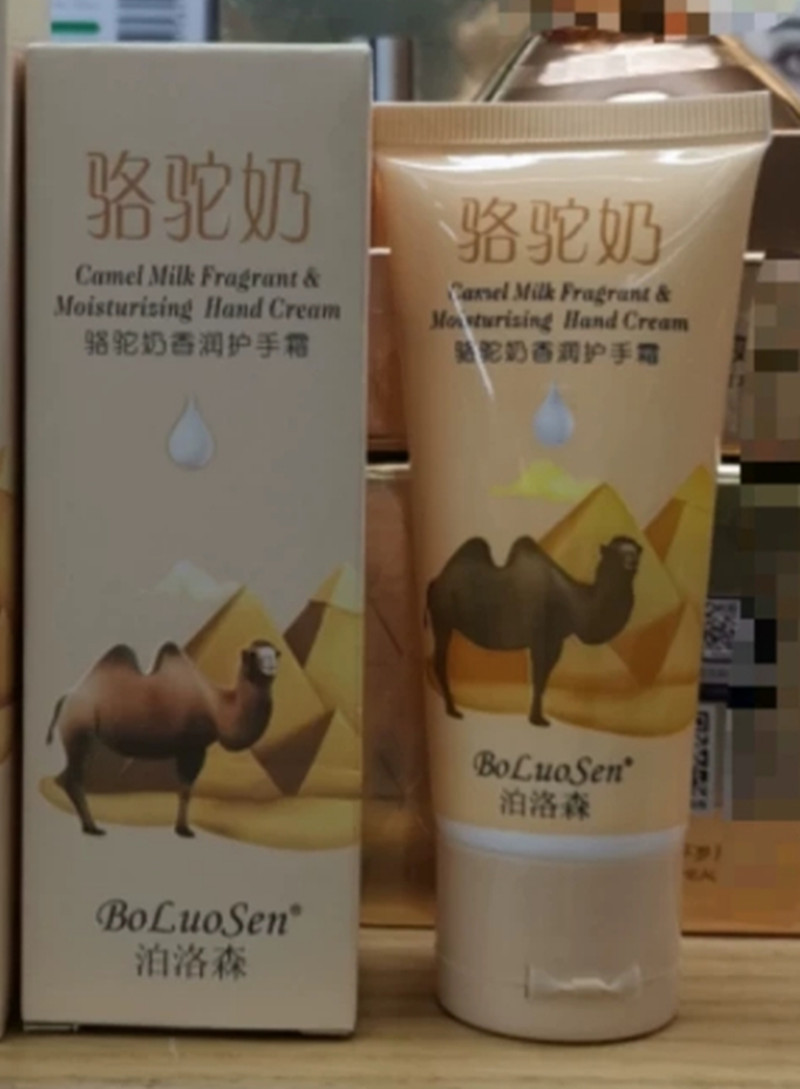 骆驼奶
Camel Milk Fragrant &
Moisturizing Hand Cream
骆驼奶香润护手霜
BoLuoSen®
泊洛森
骆驼奶
Camel Milk Fragrant &
Moisturizing Hand Cream
骆驼奶香润护手霜
BoLuoSen®
泊洛森